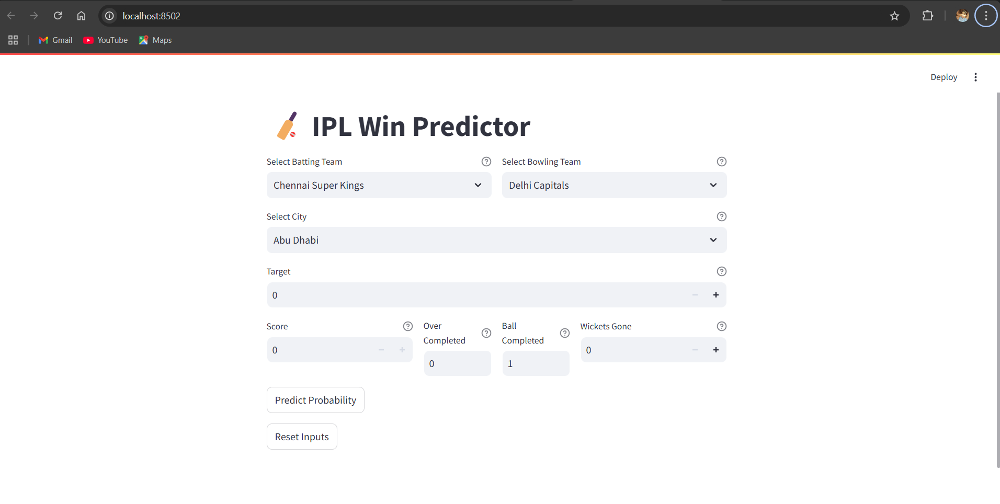 localhost:8502
Gmail YouTube Maps
Deploy
IPL Win Predictor
Select Batting Team Select Bowling Team
Chennai Super Kings Delhi Capitals
Select City
Abu Dhabi
Target
0
Score Over Completed Ball Completed Wickets Gone
0 0 1 0
Predict Probability
Reset Inputs